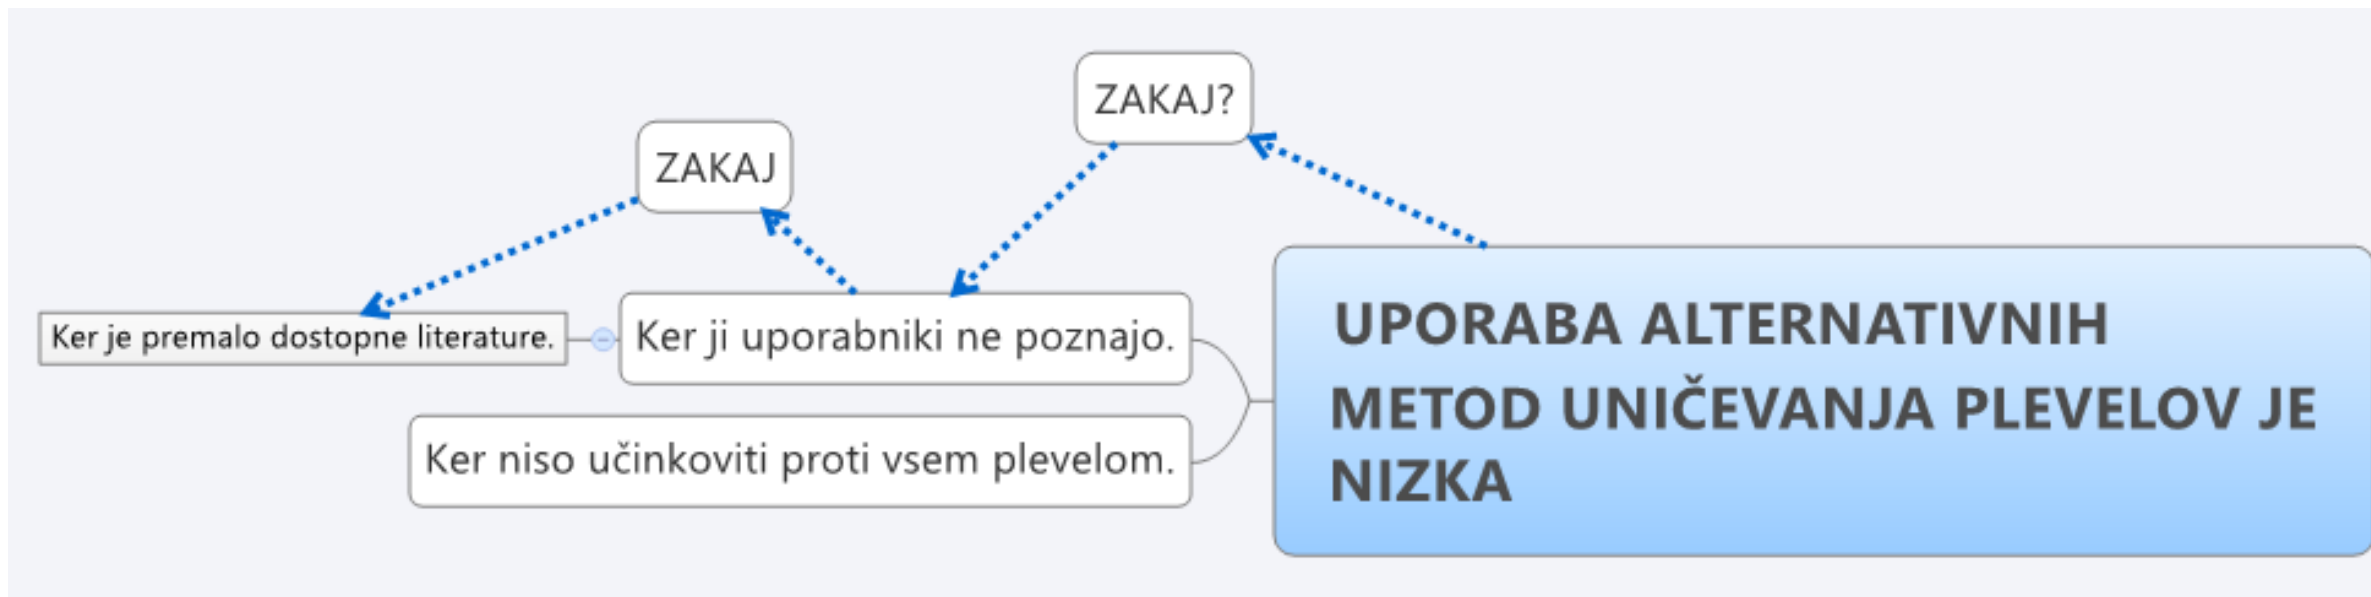 ZAKAJ?
ZAKAJ
Ker je premalo dostopne literature.
Ker ji uporabniki ne poznajo.
Ker niso učinkoviti proti vsem plevelom.
UPORABA ALTERNATIVNIH
METOD UNIČEVANJA PLEVELOV JE
NIZKA